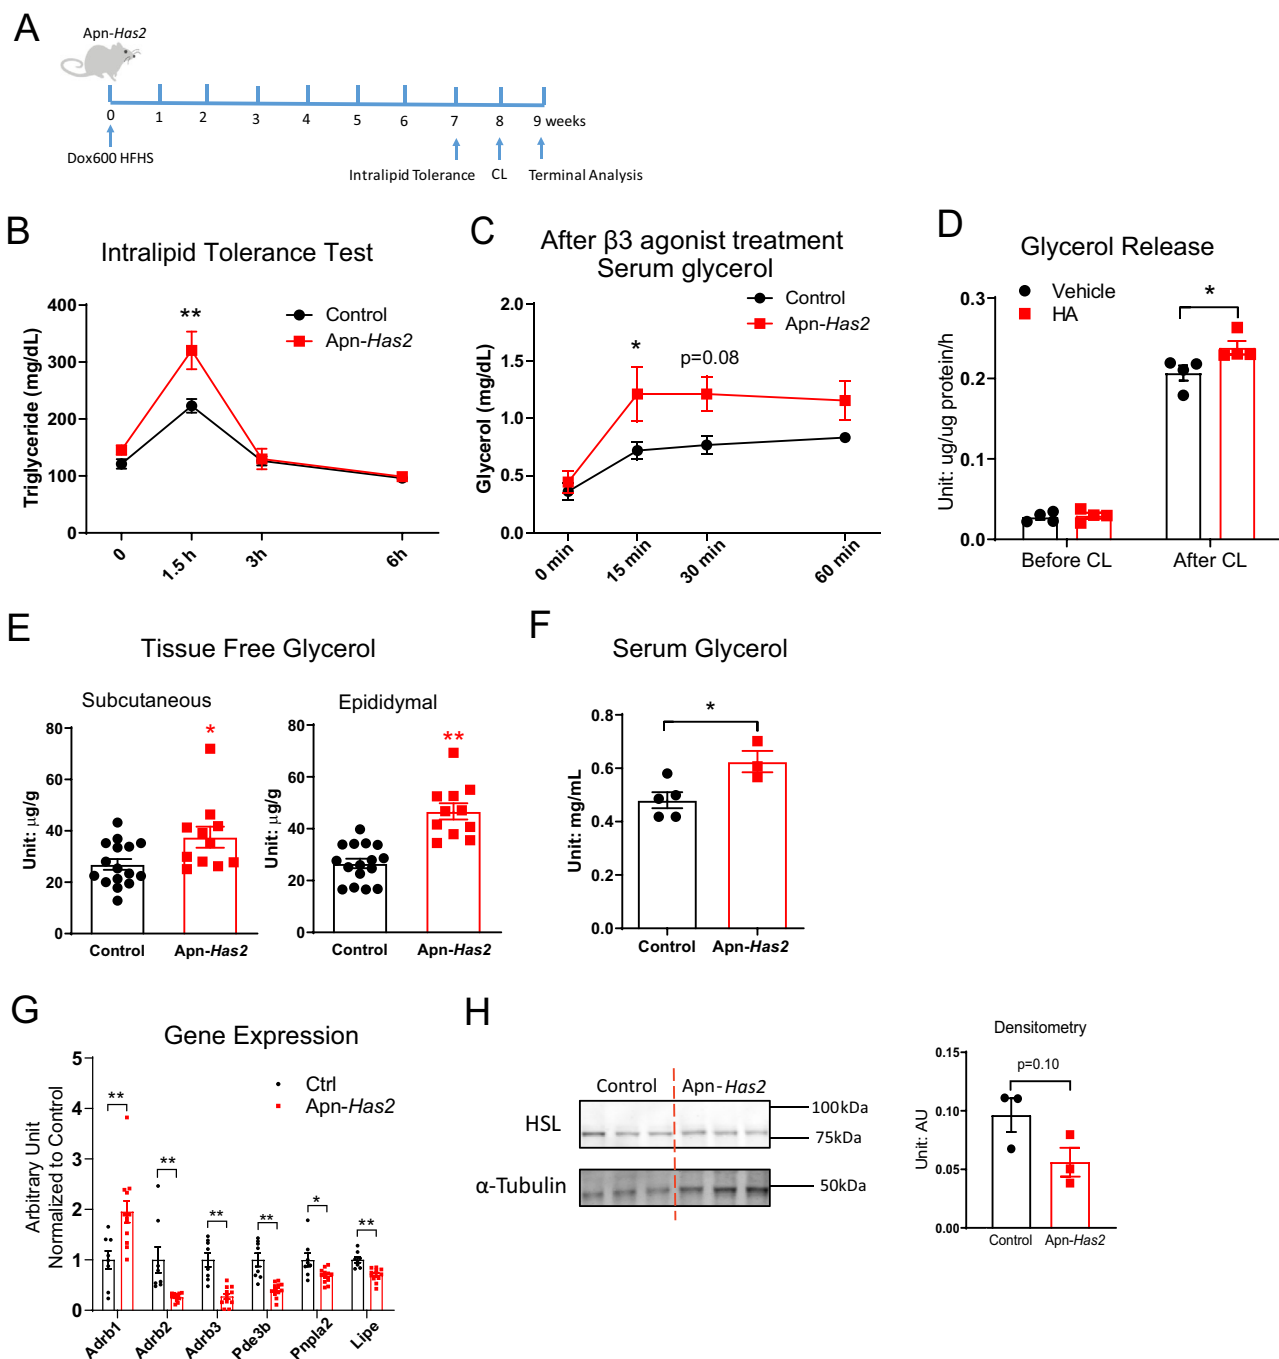 A
Apn-Has2
0 1 2 3 4 5 6 7 8 9 weeks
Dox600 HFHS
Intralipid Tolerance CL Terminal Analysis
B
Intralipid Tolerance Test
Triglyceride (mg/dL)
400
300
200
100
0
**
Control
Apn-Has2
0 1.5 h 3h 6h
C
After β3 agonist treatment
Serum glycerol
Glycerol (mg/dL)
2.0
1.5
1.0
0.5
0.0
Control
Apn-Has2
*
p=0.08
0 min 15 min 30 min 60 min
D
Glycerol Release
Vehicle
HA
Unit: ug/ug protein/h
0.3
0.2
0.1
0.0
*
Before CL After CL
E
Tissue Free Glycerol
Subcutaneous
Unit: µg/g
80
60
40
20
0
*
Control Apn-Has2
Epididymal
Unit: µg/g
80
60
40
20
0
**
Control Apn-Has2
F
Serum Glycerol
Unit: mg/mL
0.8
0.6
0.4
0.2
0.0
*
Control Apn-Has2
G
Gene Expression
Arbitrary Unit
Normalized to Control
5
4
3
2
1
0
Ctrl
Apn-Has2
** ** ** ** * **
Adrb1 Adrb2 Adrb3 Pde3b Pnpla2 Lipe
H
Control Apn-Has2
HSL
100kDa
75kDa
α-Tubulin
50kDa
Densitometry
Unit: AU
0.15
0.10
0.05
0.00
p=0.10
Control Apn-Has2